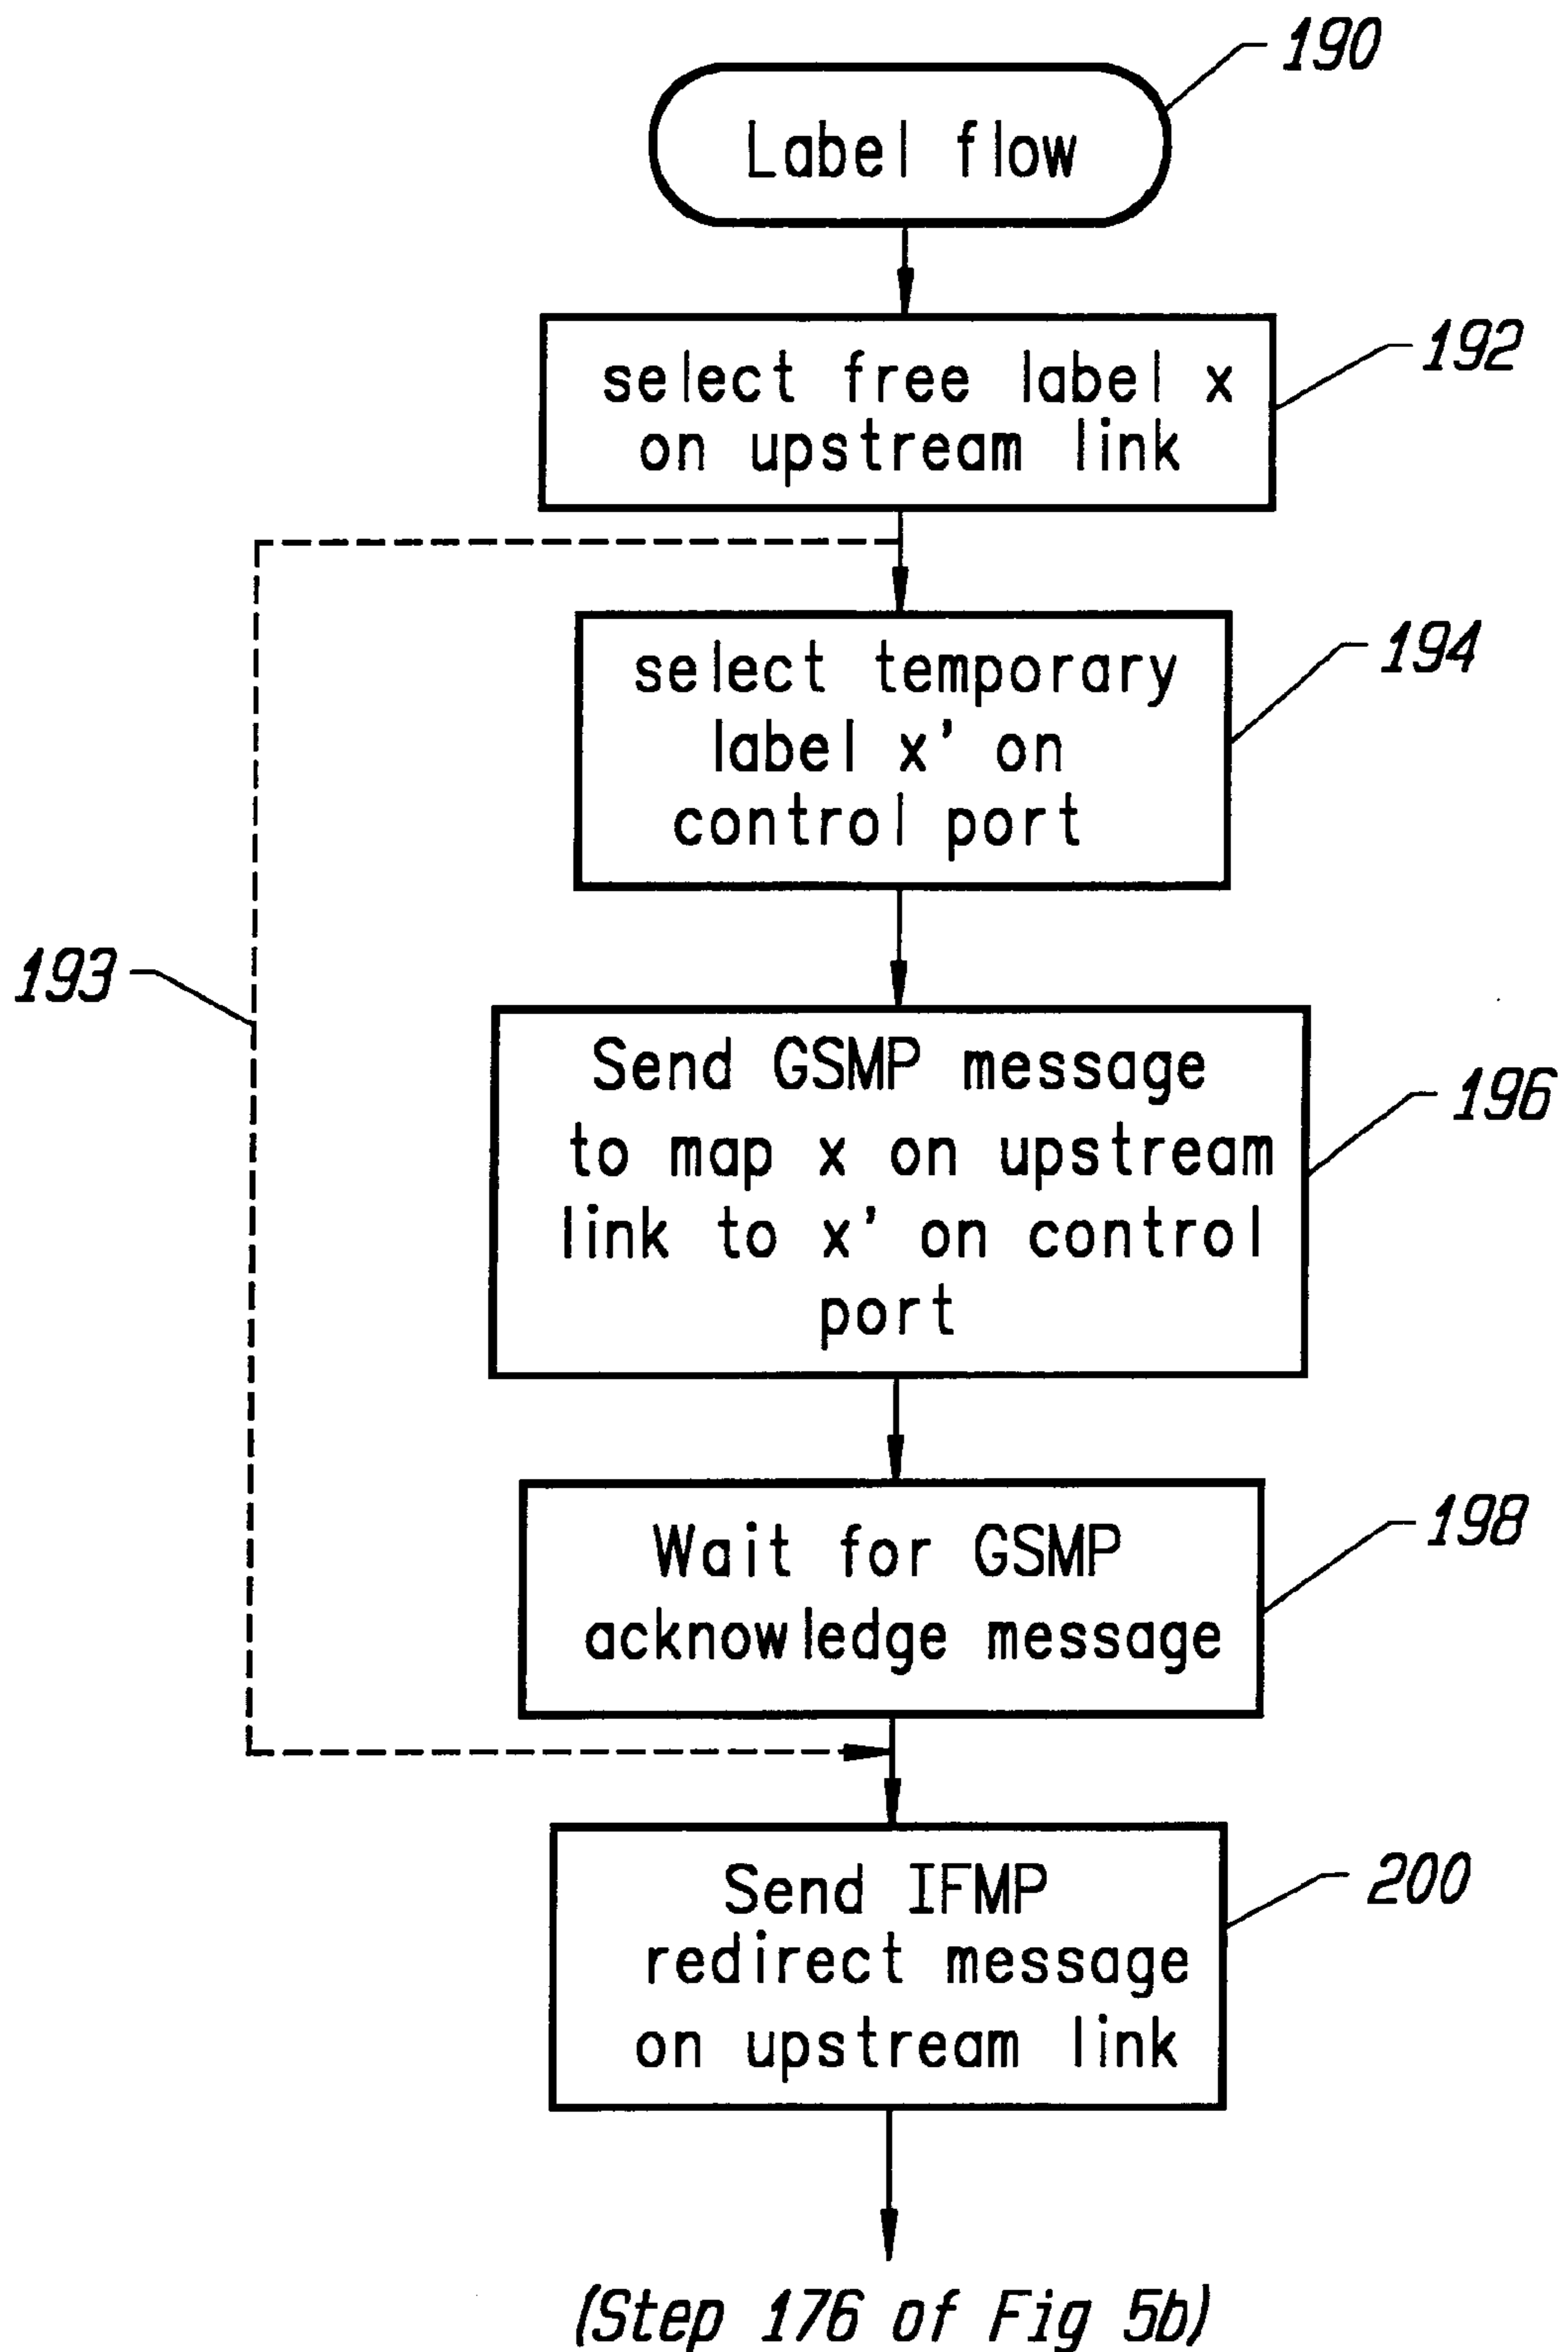 190
Label flow
192
select free label x
on upstream link
194
select temporary
label x' on
control port
193
196
Send GSMP message
to map x on upstream
link to x' on control
port
198
Wait for GSMP
acknowledge message
200
Send IFMP
redirect message
on upstream link
(Step 176 of Fig 5b)